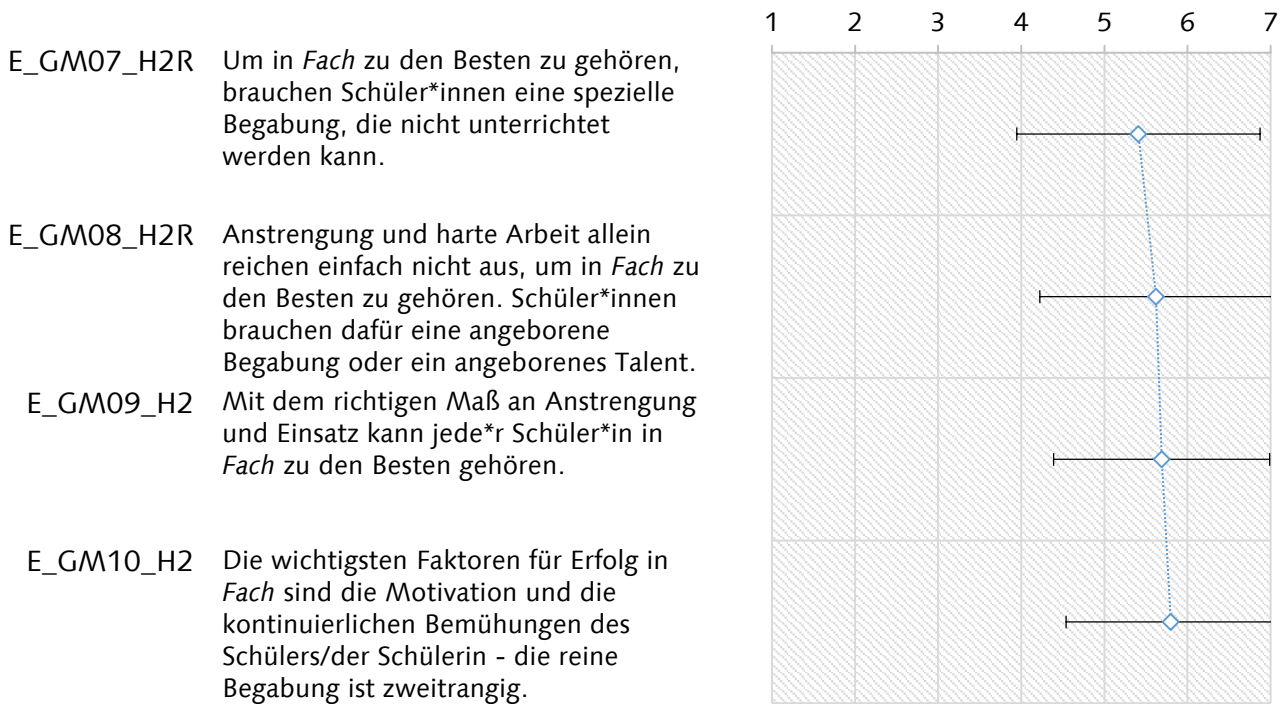 1 2 3 4 5 6 7
E_GM07_H2R Um in Fach zu den Besten zu gehören,
brauchen Schüler*innen eine spezielle
Begabung, die nicht unterrichtet
werden kann.
E_GM08_H2R Anstrengung und harte Arbeit allein
reichen einfach nicht aus, um in Fach zu
den Besten zu gehören. Schüler*innen
brauchen dafür eine angeborene
Begabung oder ein angeborenes Talent.
E_GM09_H2 Mit dem richtigen Maß an Anstrengung
und Einsatz kann jede*r Schüler*in in
Fach zu den Besten gehören.
E_GM10_H2 Die wichtigsten Faktoren für Erfolg in
Fach sind die Motivation und die
kontinuierlichen Bemühungen des
Schülers/der Schülerin - die reine
Begabung ist zweitrangig.